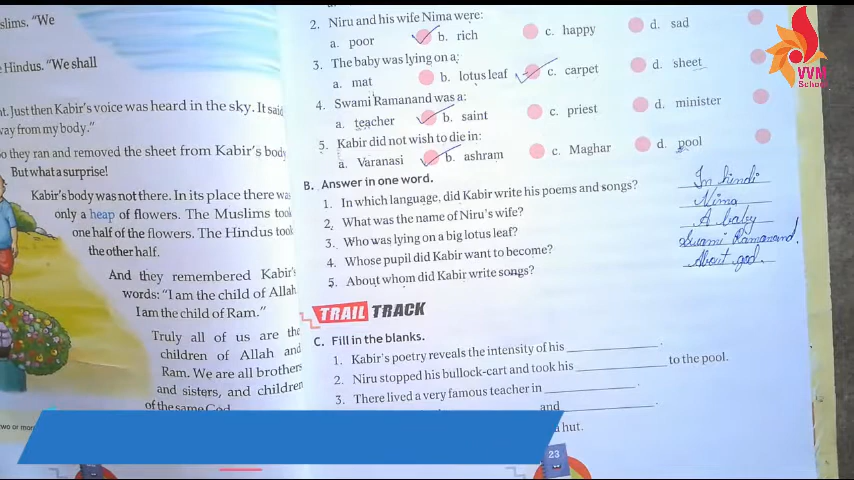 slims. "We
Hindus. "We shall
nt. Just then Kabir's voice was heard in the sky. It said
way from my body."
so they ran and removed the sheet from Kabir's body
But what a surprise!
Kabir's body was not there. In its place there was
only a heap of flowers. The Muslims took
one half of the flowers. The Hindus took
the other half.
And they remembered Kabir's
words: "I am the child of Allah
I am the child of Ram."
Truly all of us are the
children of Allah and
Ram. We are all brothers
and sisters, and children
of the same God
two or mor
2. Niru and his wife Nima were:
a. poor b. rich c. happy d. sad
3. The baby was lying on a:
a. mat b. lotus leaf c. carpet d. sheet
4. Swami Ramanand was a:
a. teacher b. saint c. priest d. minister
5. Kabir did not wish to die in:
a. Varanasi b. ashram c. Maghar d. pool
B. Answer in one word.
1. In which language, did Kabir write his poems and songs? In hindi
2. What was the name of Niru's wife? Nima
3. Who was lying on a big lotus leaf? A baby
4. Whose pupil did Kabir want to become? Swami Ramanand.
5. About whom did Kabir write songs? About god.
TRAIL TRACK
C. Fill in the blanks.
1. Kabir's poetry reveals the intensity of his ___.
2. Niru stopped his bullock-cart and took his ___ to the pool.
3. There lived a very famous teacher in ___.
and ___.
hut.
23
VVM
School